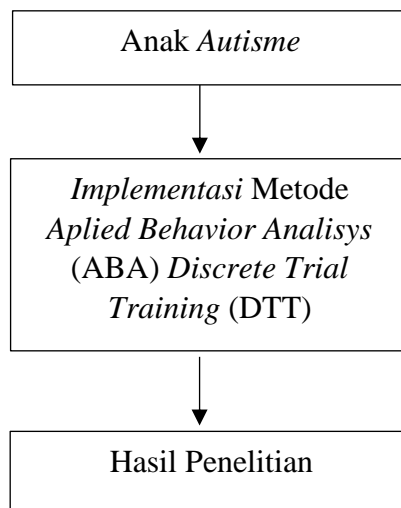 Anak Autisme
Implementasi Metode
Aplied Behavior Analisys
(ABA) Discrete Trial
Training (DTT)
Hasil Penelitian